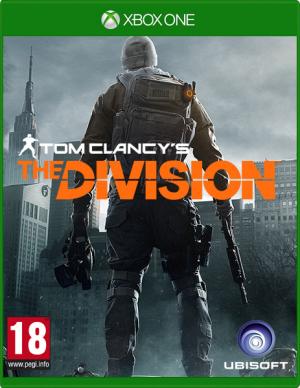 XBOX ONE
TOM CLANCY'S
THE DIVISION
18
www.pegi.info
UBISOFT